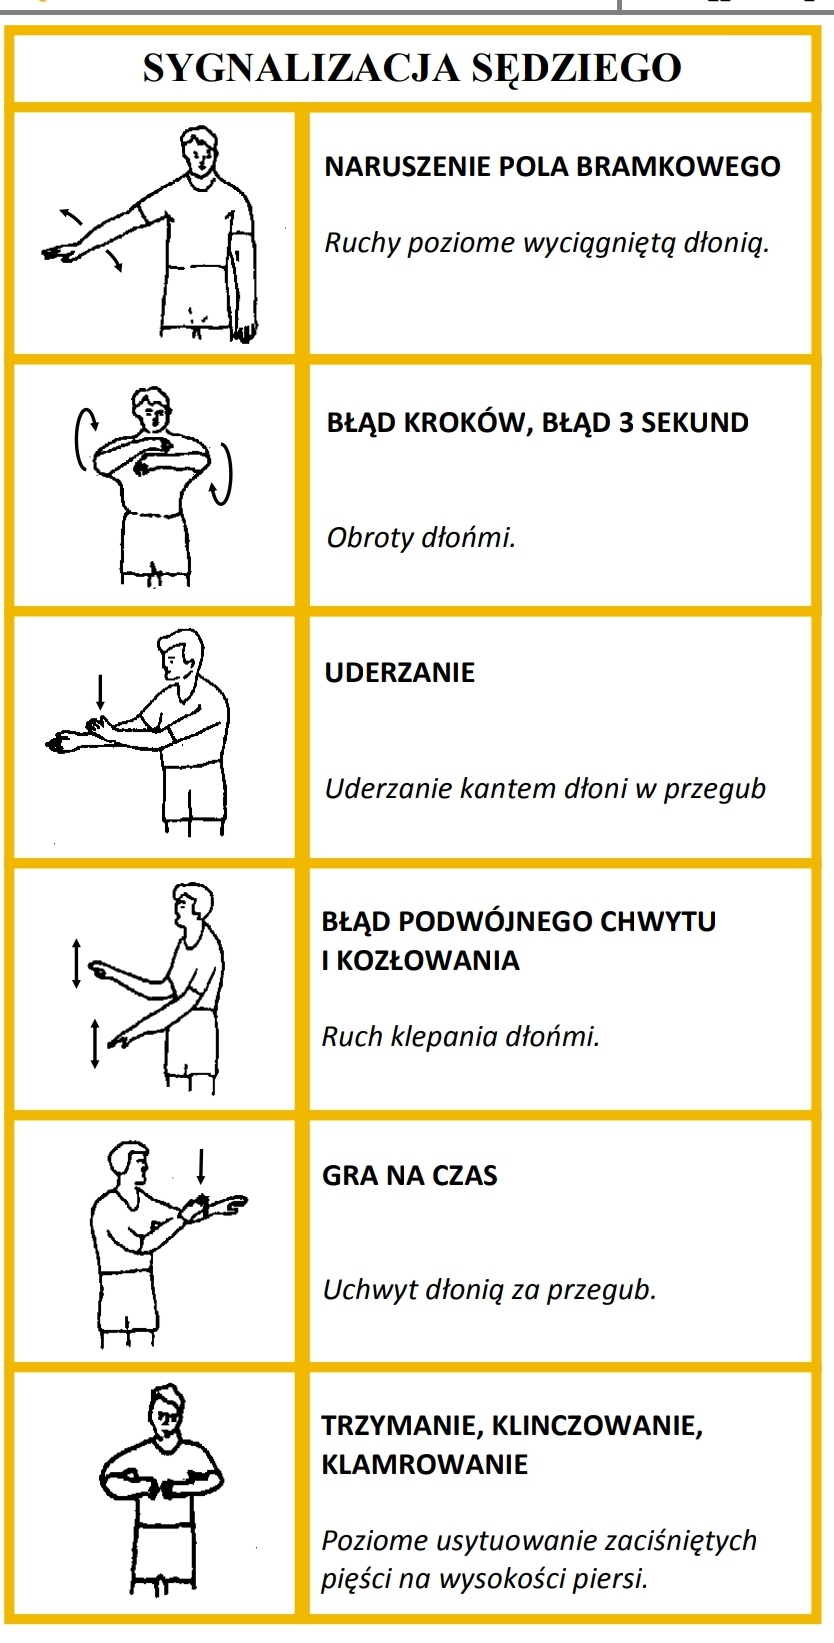 SYGNALIZACJA SĘDZIEGO
NARUSZENIE POLA BRAMKOWEGO
Ruchy poziome wyciągniętą dłonią.
BŁĄD KROKÓW, BŁĄD 3 SEKUND
Obroty dłońmi.
UDERZANIE
Uderzanie kantem dłoni w przegub
BŁĄD PODWÓJNEGO CHWYTU
I KOZŁOWANIA
Ruch klepania dłońmi.
GRA NA CZAS
Uchwyt dłonią za przegub.
TRZYMANIE, KLINCZOWANIE,
KLAMROWANIE
Poziome usytuowanie zaciśniętych
pięści na wysokości piersi.